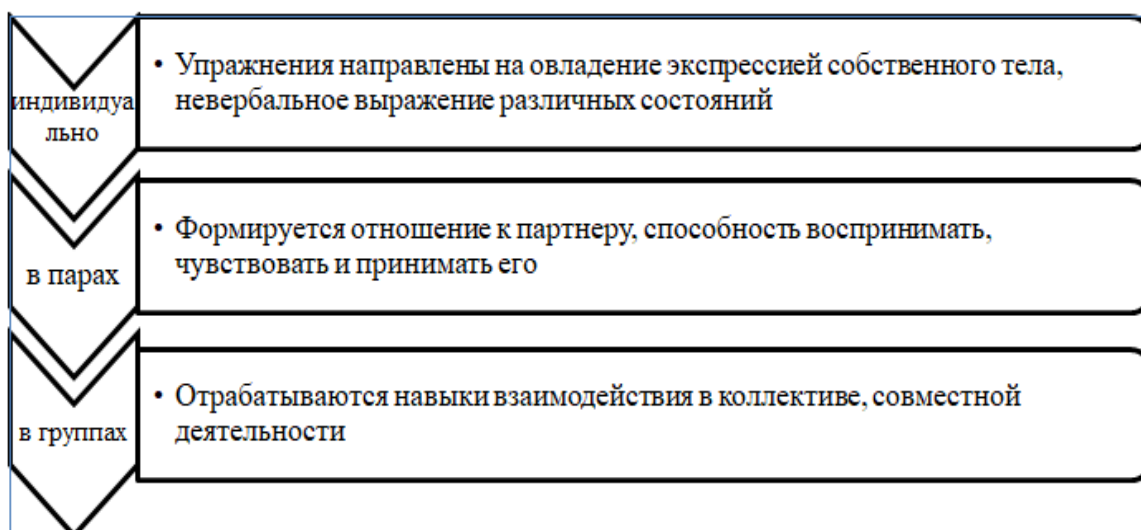 индивидуа
льно
• Упражнения направлены на овладение экспрессией собственного тела,
невербальное выражение различных состояний
в парах
• Формируется отношение к партнеру, способность воспринимать,
чувствовать и принимать его
в группах
• Отрабатываются навыки взаимодействия в коллективе, совместной
деятельности